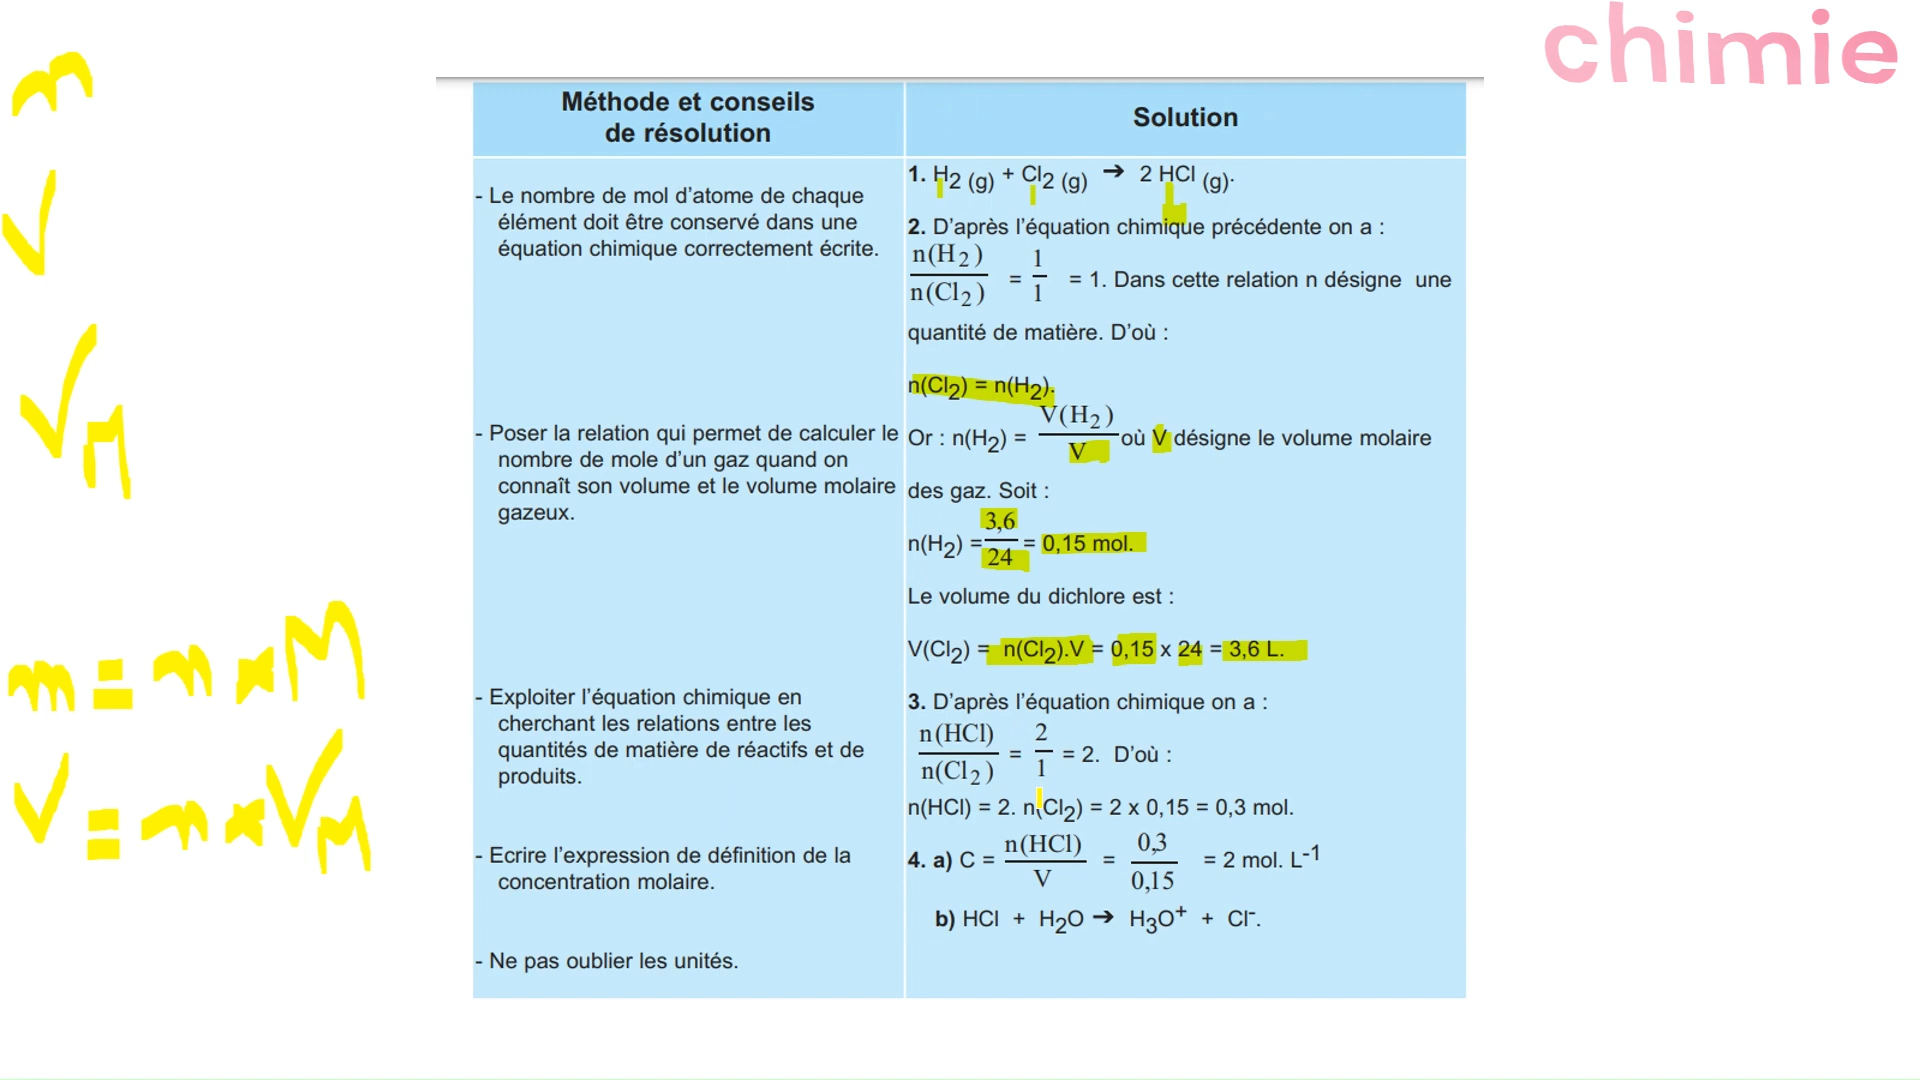 chimie
n
V
VM
m = n x M
V = n x VM
Méthode et conseils
de résolution
- Le nombre de mol d’atome de chaque
élément doit être conservé dans une
équation chimique correctement écrite.
- Poser la relation qui permet de calculer le
nombre de mole d’un gaz quand on
connaît son volume et le volume molaire
gazeux.
- Exploiter l’équation chimique en
cherchant les relations entre les
quantités de matière de réactifs et de
produits.
- Ecrire l’expression de définition de la
concentration molaire.
- Ne pas oublier les unités.
Solution
1. H2 (g) + Cl2 (g) ➔ 2 HCl (g).
2. D’après l’équation chimique précédente on a :
n(H2)/n(Cl2) = 1/1 = 1. Dans cette relation n désigne une
quantité de matière. D’où :
n(Cl2) = n(H2).
Or : n(H2) = V(H2)/V où V désigne le volume molaire
des gaz. Soit :
n(H2) = 3,6/24 = 0,15 mol.
Le volume du dichlore est :
V(Cl2) = n(Cl2).V = 0,15 x 24 = 3,6 L.
3. D’après l’équation chimique on a :
n(HCl)/n(Cl2) = 2/1 = 2. D’où :
n(HCl) = 2. n(Cl2) = 2 x 0,15 = 0,3 mol.
4. a) C = n(HCl)/V = 0,3/0,15 = 2 mol. L-1
b) HCl + H2O ➔ H3O+ + Cl-.